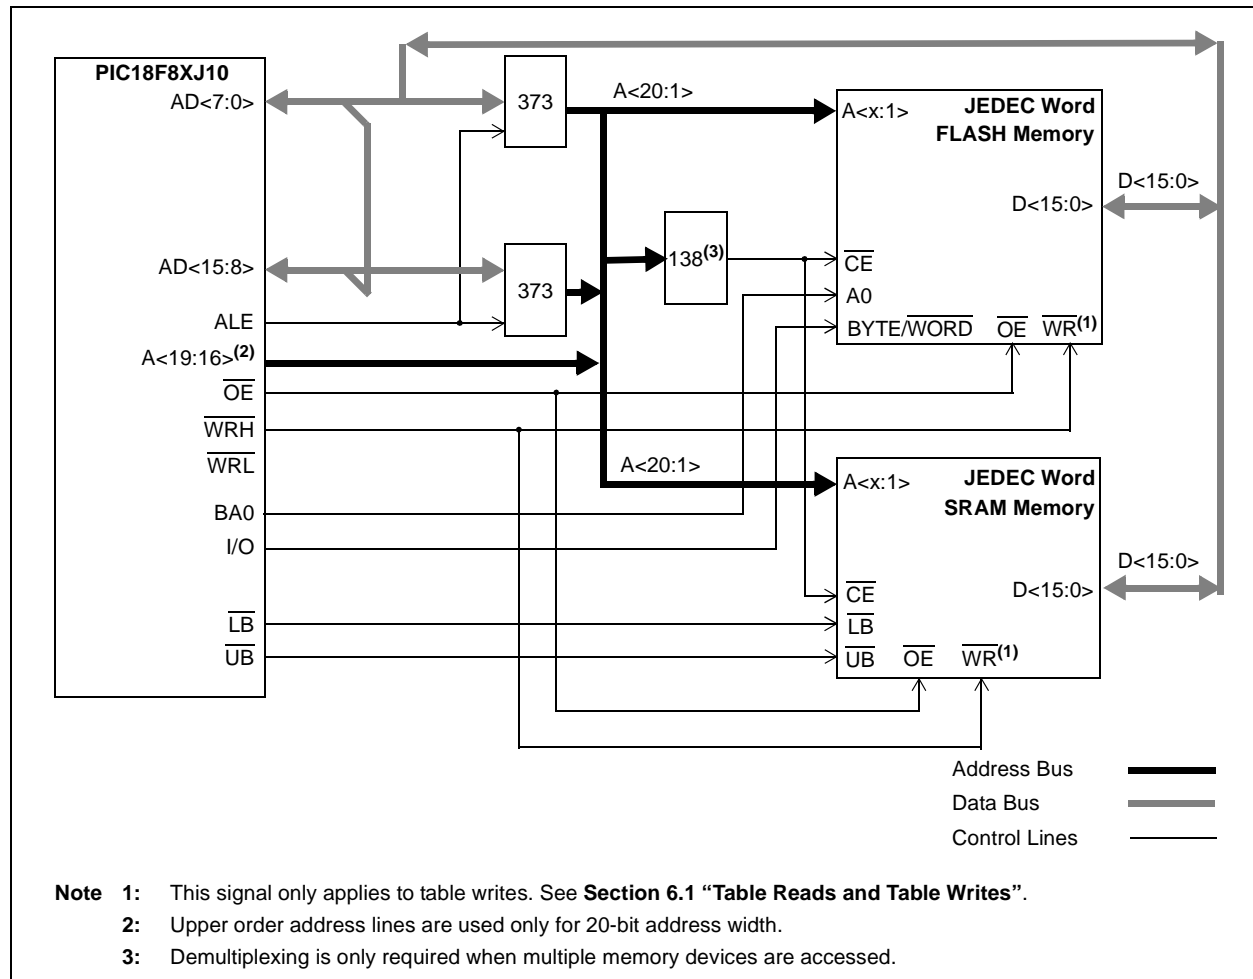 PIC18F8XJ10
AD<7:0>
373
A<20:1>
A<x:1>
JEDEC Word
FLASH Memory
D<15:0>
D<15:0>
AD<15:8>
373
138(3)
CE
A0
BYTE/WORD
OE
WR(1)
ALE
A<19:16>(2)
OE
WRH
WRL
BA0
I/O
LB
UB
A<20:1>
A<x:1>
JEDEC Word
SRAM Memory
D<15:0>
D<15:0>
CE
LB
UB
OE
WR(1)
Address Bus
Data Bus
Control Lines
Note 1: This signal only applies to table writes. See Section 6.1 “Table Reads and Table Writes”.
2: Upper order address lines are used only for 20-bit address width.
3: Demultiplexing is only required when multiple memory devices are accessed.